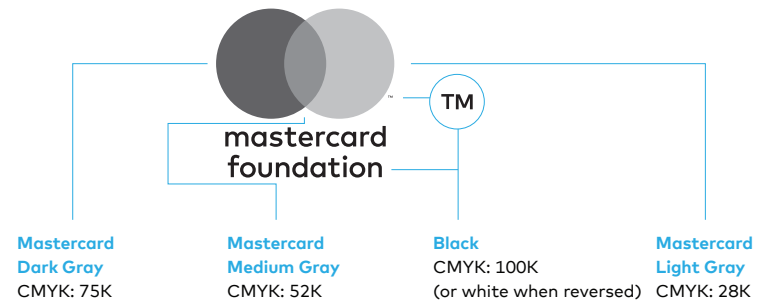 ™
TM
mastercard
foundation
Mastercard
Dark Gray
CMYK: 75K
Mastercard
Medium Gray
CMYK: 52K
Black
CMYK: 100K
(or white when reversed)
Mastercard
Light Gray
CMYK: 28K